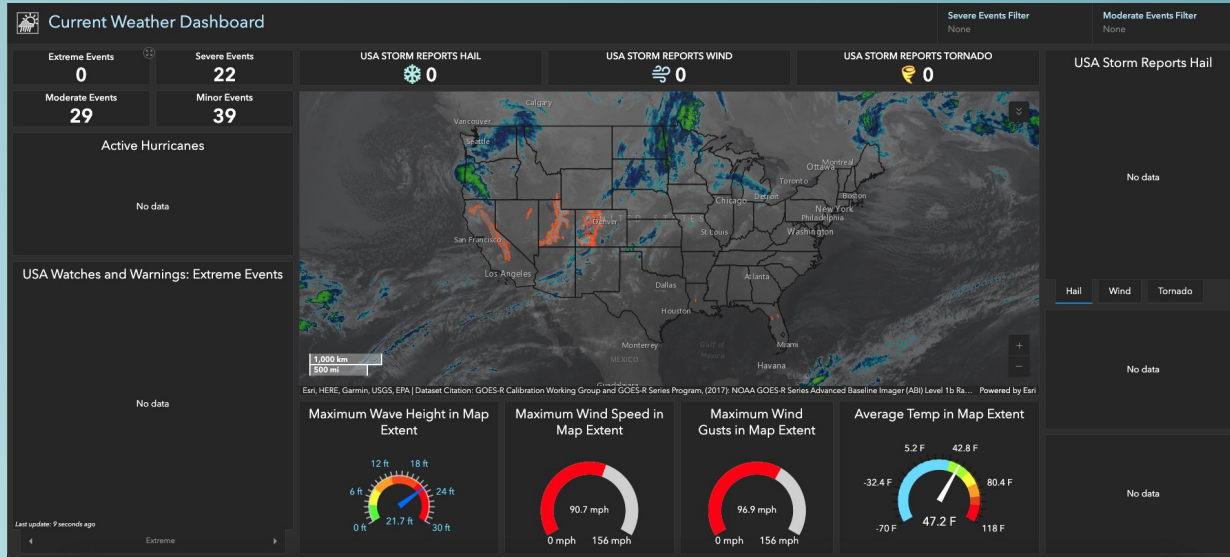 Current Weather Dashboard
Severe Events Filter
None
Moderate Events Filter
None
Extreme Events
0
Severe Events
22
Moderate Events
29
Minor Events
39
Active Hurricanes
No data
USA Watches and Warnings: Extreme Events
No data
Last update: 9 seconds ago
Extreme
USA STORM REPORTS HAIL
0
USA STORM REPORTS WIND
0
USA STORM REPORTS TORNADO
0
Calgary
Vancouver
Seattle
Montreal
Ottawa
Toronto
Chicago
Detroit
Boston
New York
Philadelphia
Denver
UNITED STATES
St Louis
Washington
San Francisco
Los Angeles
Atlanta
Dallas
Houston
Monterrey
Gulf of
Mexico
Miami
MÉXICO
Havana
Guadalajara
1,000 km
500 mi
+
−
Esri, HERE, Garmin, USGS, EPA | Dataset Citation: GOES-R Calibration Working Group and GOES-R Series Program, (2017): NOAA GOES-R Series Advanced Baseline Imager (ABI) Level 1b Ra... Powered by Esri
Maximum Wave Height in Map
Extent
12 ft 18 ft
6 ft 24 ft
0 ft 21.7 ft 30 ft
Maximum Wind Speed in
Map Extent
90.7 mph
0 mph 156 mph
Maximum Wind
Gusts in Map Extent
96.9 mph
0 mph 156 mph
Average Temp in Map Extent
5.2 F 42.8 F
-32.4 F 80.4 F
47.2 F
-70 F 118 F
USA Storm Reports Hail
No data
Hail Wind Tornado
No data
No data